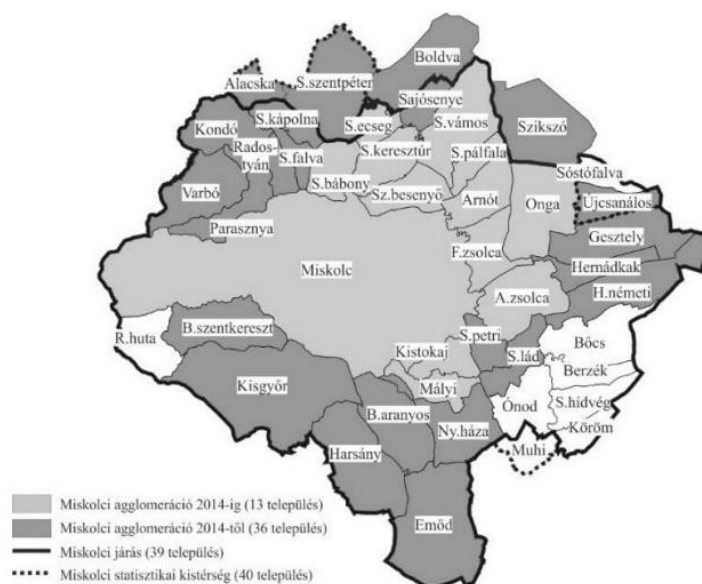 Boldva
Alacska
S.szentpéter
Sajósenye
S.kápolna
S.ecseg
S.vámos
Szikszó
Kondó
Rados-
tyán
S.falva
S.keresztúr
S.pálfala
Sóstófalva
S.bábony
Sz.besenyő
Arnót
Onga
Újcsanálos
Varbó
Parasznya
Gesztely
F.zsolca
Miskolc
Hernádkak
A.zsolca
H.németi
R.huta
B.szentkereszt
S.petri
Bőcs
Kistokaj
S.lád
Berzék
Kisgyőr
Mályi
S.hídvég
Ónod
B.aranyos
Ny.háza
Köröm
Harsány
Muhi
Emőd
Miskolci agglomeráció 2014-ig (13 település)
Miskolci agglomeráció 2014-től (36 település)
Miskolci járás (39 település)
Miskolci statisztikai kistérség (40 település)